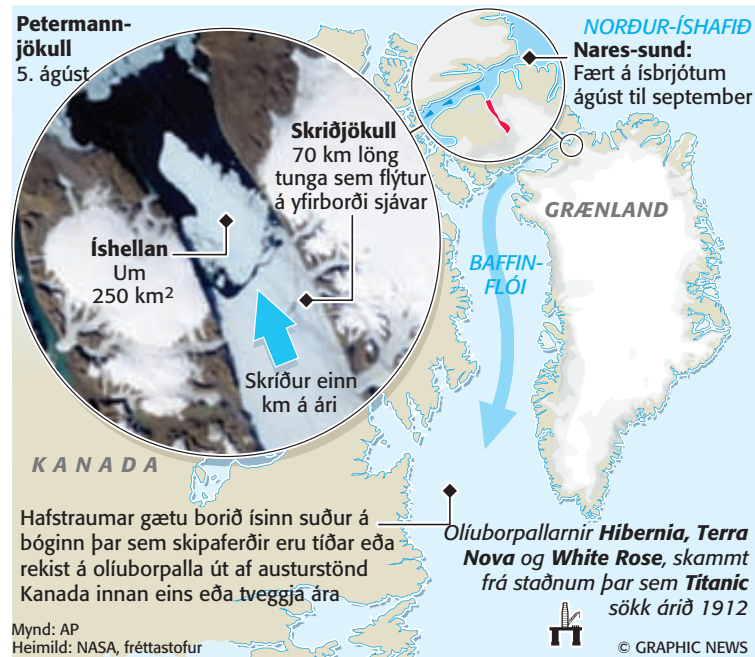 Petermann-
jökull
5. ágúst
NORÐUR-ÍSHAFIÐ
Nares-sund:
Fært á ísbrjótum
ágúst til september
Skriðjökull
70 km löng
tunga sem flýtur
á yfirborði sjávar
Íshellan
Um
250 km²
Skríður einn
km á ári
GRÆNLAND
BAFFIN-
FLÓI
KANADA
Hafstraumar gætu borið ísinn suður á
bóginn þar sem skipaferðir eru tíðar eða
rekist á olíuborpalla út af austurstönd
Kanada innan eins eða tveggja ára
Olíuborpallarnir Hibernia, Terra
Nova og White Rose, skammt
frá staðnum þar sem Titanic
sökk árið 1912
Mynd: AP
Heimild: NASA, fréttastofur
© GRAPHIC NEWS